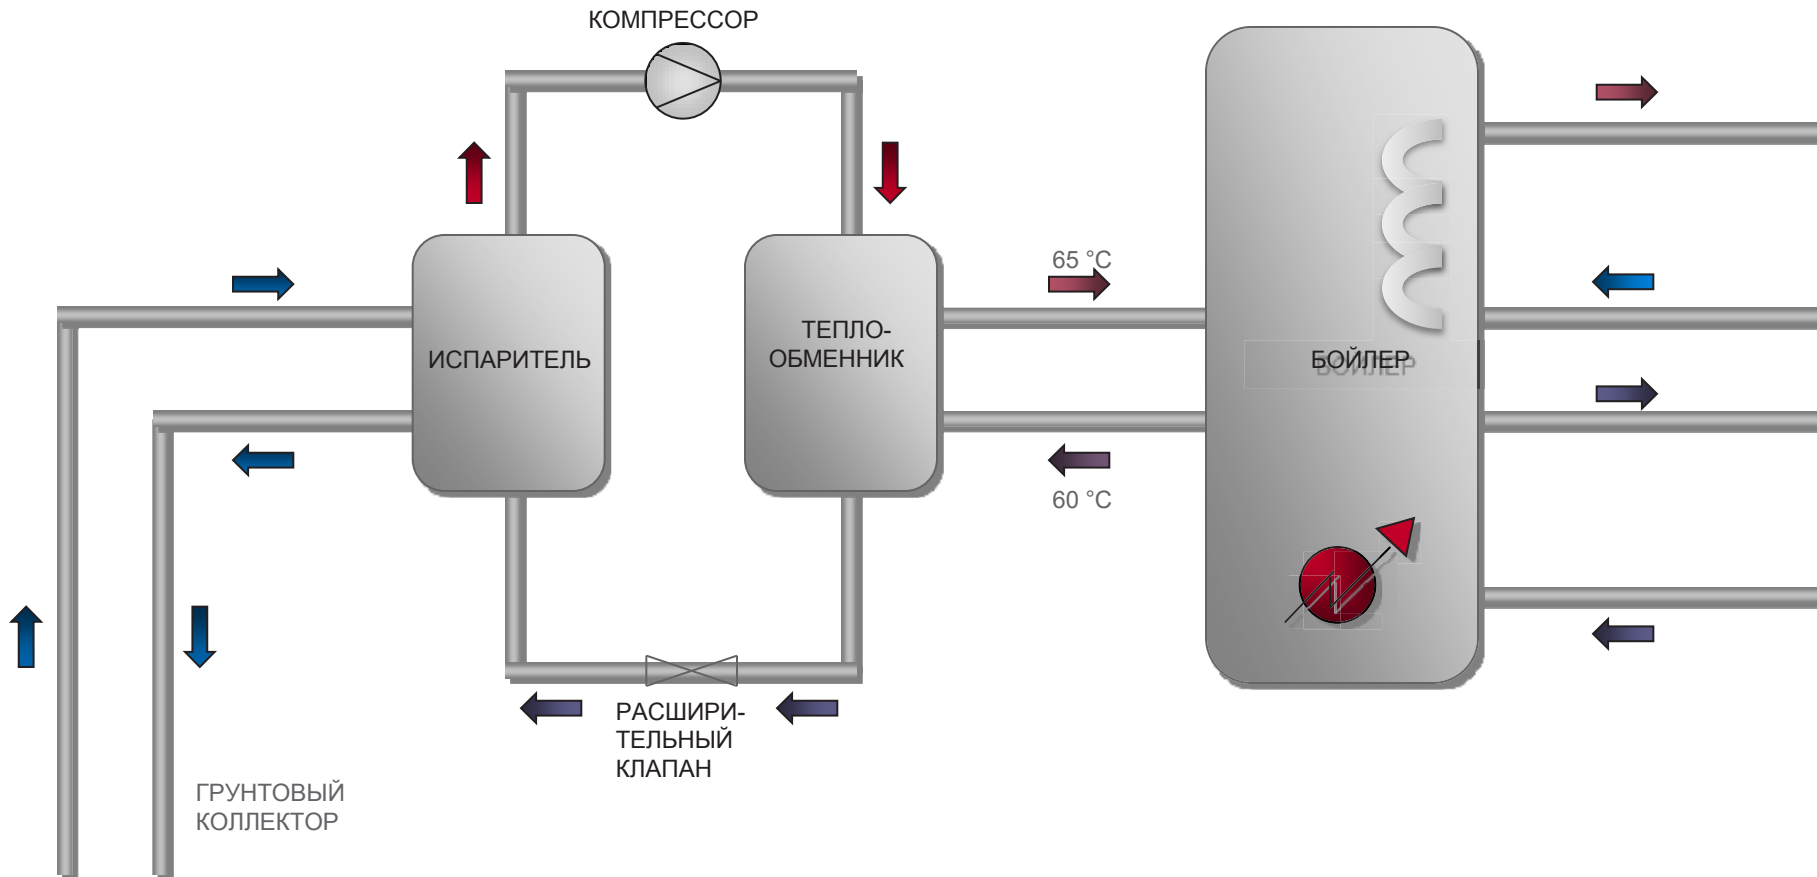 КОМПРЕССОР
65 °C
ТЕПЛО-
ОБМЕННИК
ИСПАРИТЕЛЬ
БОЙЛЕР
60 °C
РАСШИРИ-
ТЕЛЬНЫЙ
КЛАПАН
ГРУНТОВЫЙ
КОЛЛЕКТОР